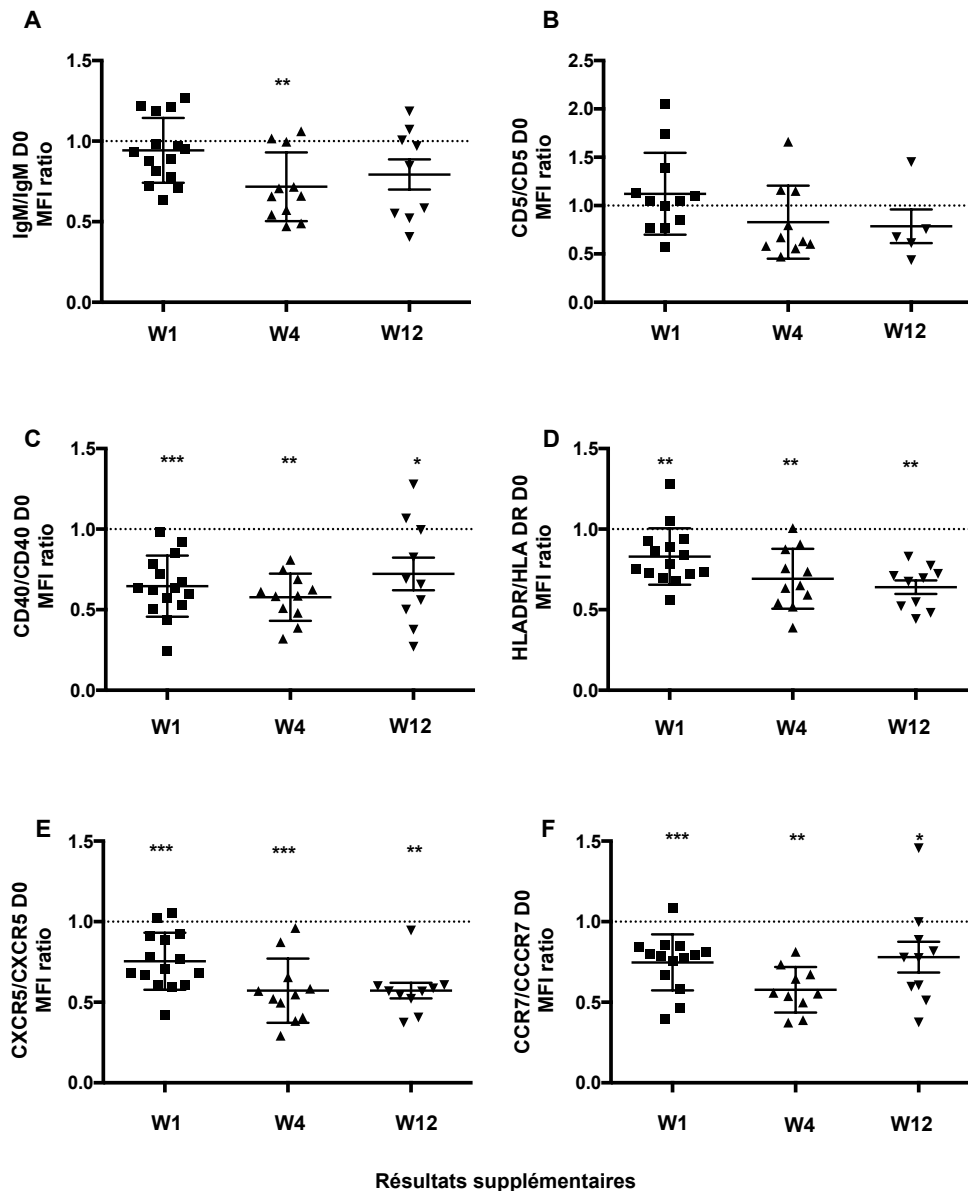 A
IgM/IgM D0
MFI ratio
1.5
1.0
0.5
0.0
**
W1
W4
W12
B
CD5/CD5 D0
MFI ratio
2.5
2.0
1.5
1.0
0.5
0.0
W1
W4
W12
C
CD40/CD40 D0
MFI ratio
1.5
1.0
0.5
0.0
***
**
*
W1
W4
W12
D
HLADR/HLA DR D0
MFI ratio
1.5
1.0
0.5
0.0
**
**
**
W1
W4
W12
E
CXCR5/CXCR5 D0
MFI ratio
1.5
1.0
0.5
0.0
***
***
**
W1
W4
W12
F
CCR7/CCCR7 D0
MFI ratio
1.5
1.0
0.5
0.0
***
**
*
W1
W4
W12
Résultats supplémentaires